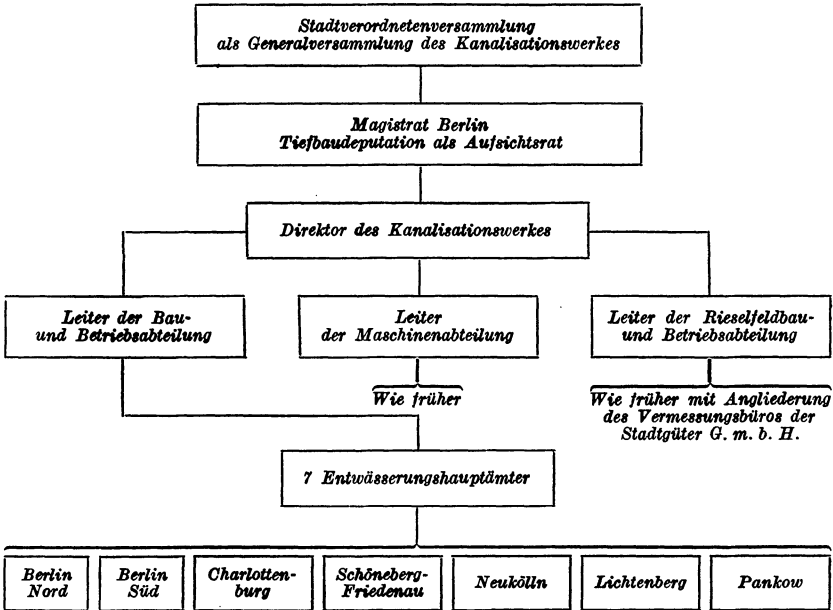 Stadtverordnetenversammlung
als Generalversammlung des Kanalisationswerkes
Magistrat Berlin
Tiefbaudeputation als Aufsichtsrat
Direktor des Kanalisationswerkes
Leiter der Bau-
und Betriebsabteilung
Leiter
der Maschinenabteilung
Leiter der Rieselfeldbau-
und Betriebsabteilung
Wie früher
Wie früher mit Angliederung
des Vermessungsbüros der
Stadtgüter G. m. b. H.
7 Entwässerungshauptämter
Berlin
Nord
Berlin
Süd
Charlotten-
burg
Schöneberg-
Friedenau
Neukölln
Lichtenberg
Pankow